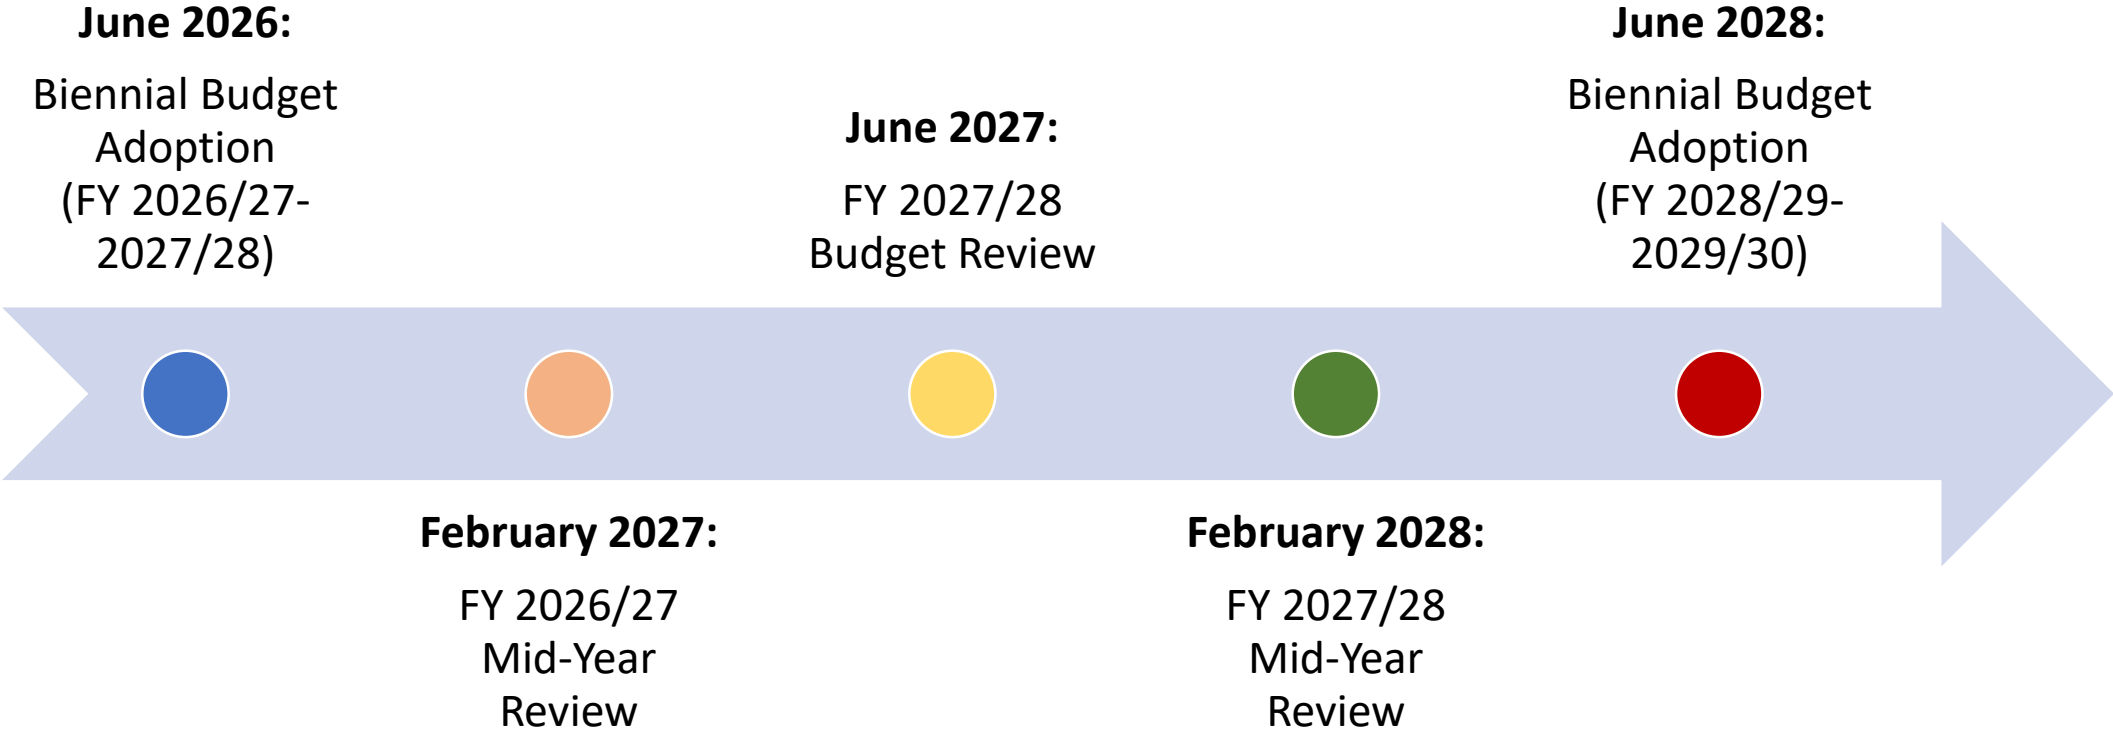 June 2026:
Biennial Budget
Adoption
(FY 2026/27-
2027/28)
February 2027:
FY 2026/27
Mid-Year
Review
June 2027:
FY 2027/28
Budget Review
February 2028:
FY 2027/28
Mid-Year
Review
June 2028:
Biennial Budget
Adoption
(FY 2028/29-
2029/30)